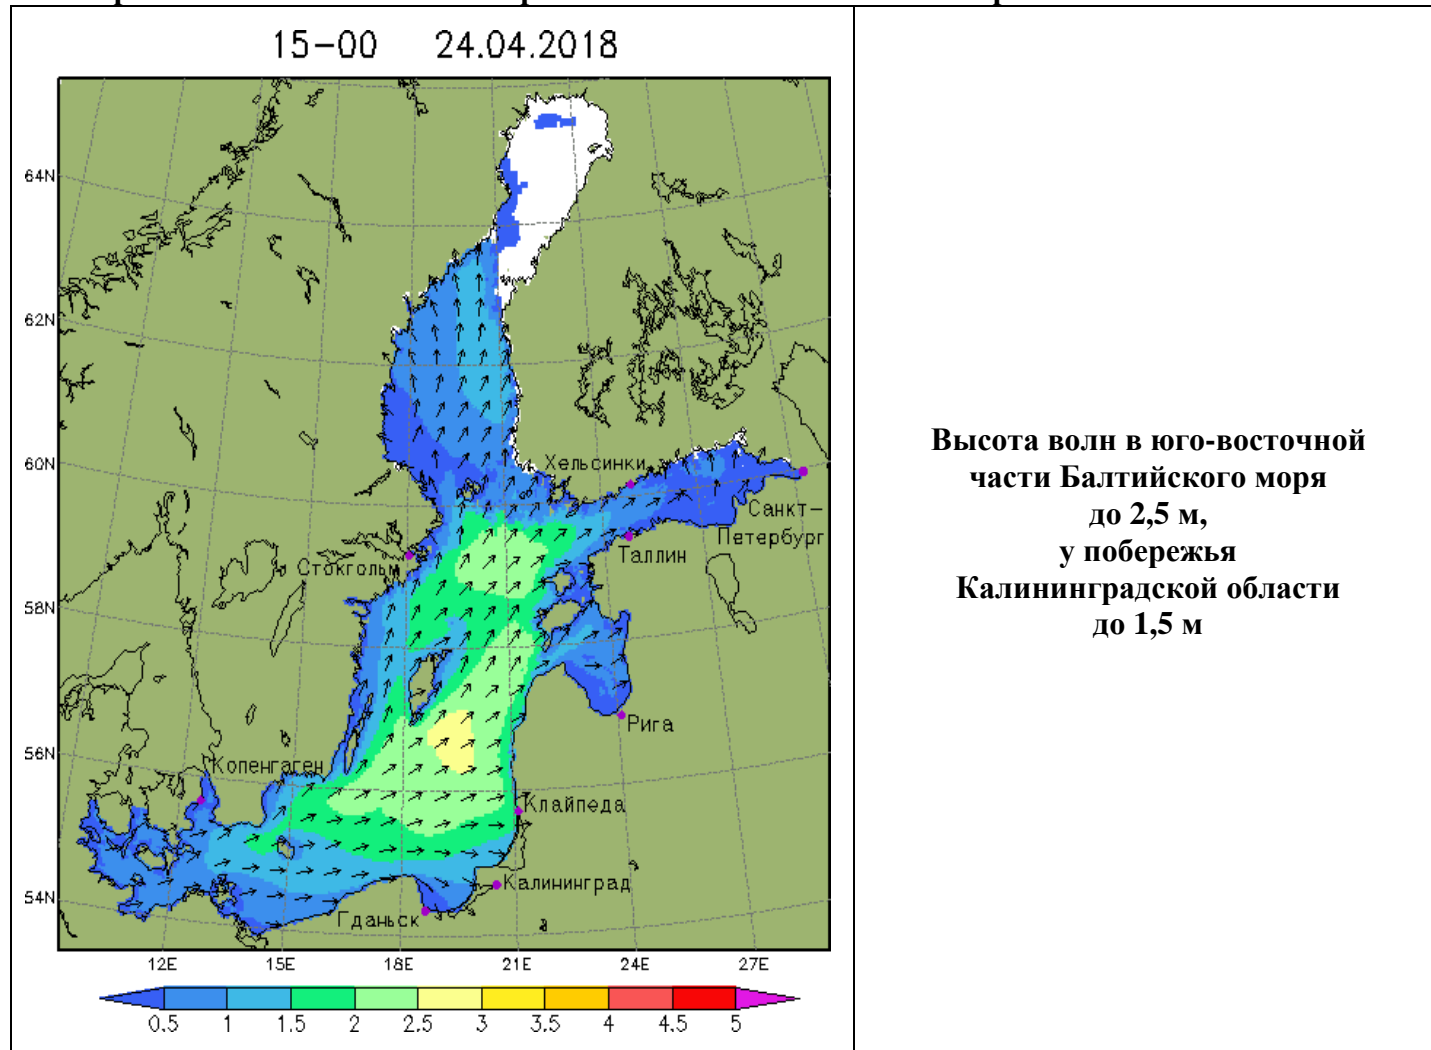 15-00 24.04.2018
64N
62N
60N
58N
56N
54N
Хельсинки
Санкт-
Петербург
Таллин
Стокгольм
Рига
Копенгаген
Клайпеда
Калининград
Гданьск
12E 15E 18E 21E 24E 27E
0.5 1 1.5 2 2.5 3 3.5 4 4.5 5
Высота волн в юго-восточной
части Балтийского моря
до 2,5 м,
у побережья
Калининградской области
до 1,5 м